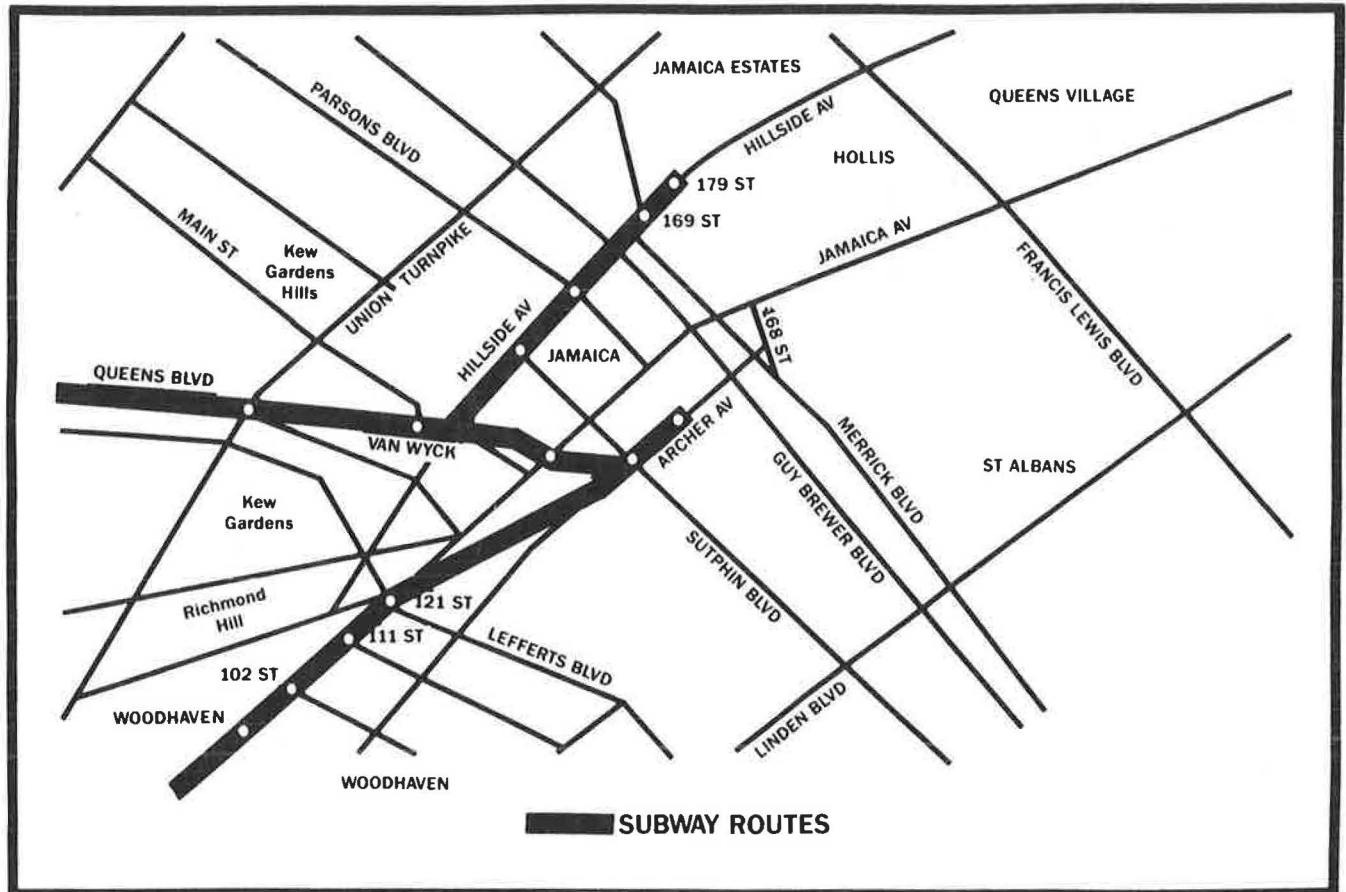 JAMAICA ESTATES
PARSONS BLVD
QUEENS VILLAGE
HILLSIDE AV
HOLLIS
179 ST
169 ST
MAIN ST
JAMAICA AV
Kew
Gardens
Hills
UNION TURNPIKE
FRANCIS LEWIS BLVD
168 ST
HILLSIDE AV
JAMAICA
QUEENS BLVD
VAN WYCK
ARCHER AV
MERRICK BLVD
GUY BREWER BLVD
ST ALBANS
Kew
Gardens
SUTPHIN BLVD
Richmond
Hill
121 ST
111 ST
LEFFERTS BLVD
102 ST
WOODHAVEN
LINDEN BLVD
WOODHAVEN
SUBWAY ROUTES